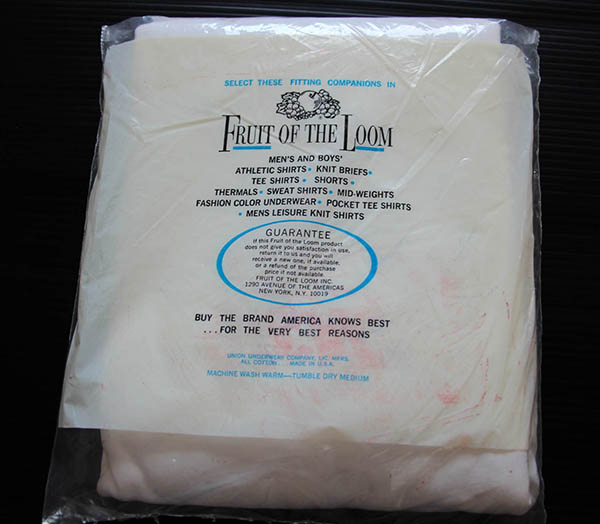 SELECT THESE FITTING COMPANIONS IN
FRUIT OF THE LOOM
MEN'S AND BOYS'
ATHLETIC SHIRTS • KNIT BRIEFS •
TEE SHIRTS • SHORTS •
THERMALS • SWEAT SHIRTS • MID-WEIGHTS
FASHION COLOR UNDERWEAR • POCKET TEE SHIRTS
• MENS LEISURE KNIT SHIRTS
GUARANTEE
If this Fruit of the Loom product
does not give you satisfaction in use,
return it to us and you will
receive a new one, if available,
or a refund of the purchase
price if not available.
FRUIT OF THE LOOM INC.
1290 AVENUE OF THE AMERICAS
NEW YORK, N.Y. 10019
BUY THE BRAND AMERICA KNOWS BEST
...FOR THE VERY BEST REASONS
UNION UNDERWEAR COMPANY, LIC. MFRS.
ALL COTTON... MADE IN U.S.A.
MACHINE WASH WARM—TUMBLE DRY MEDIUM